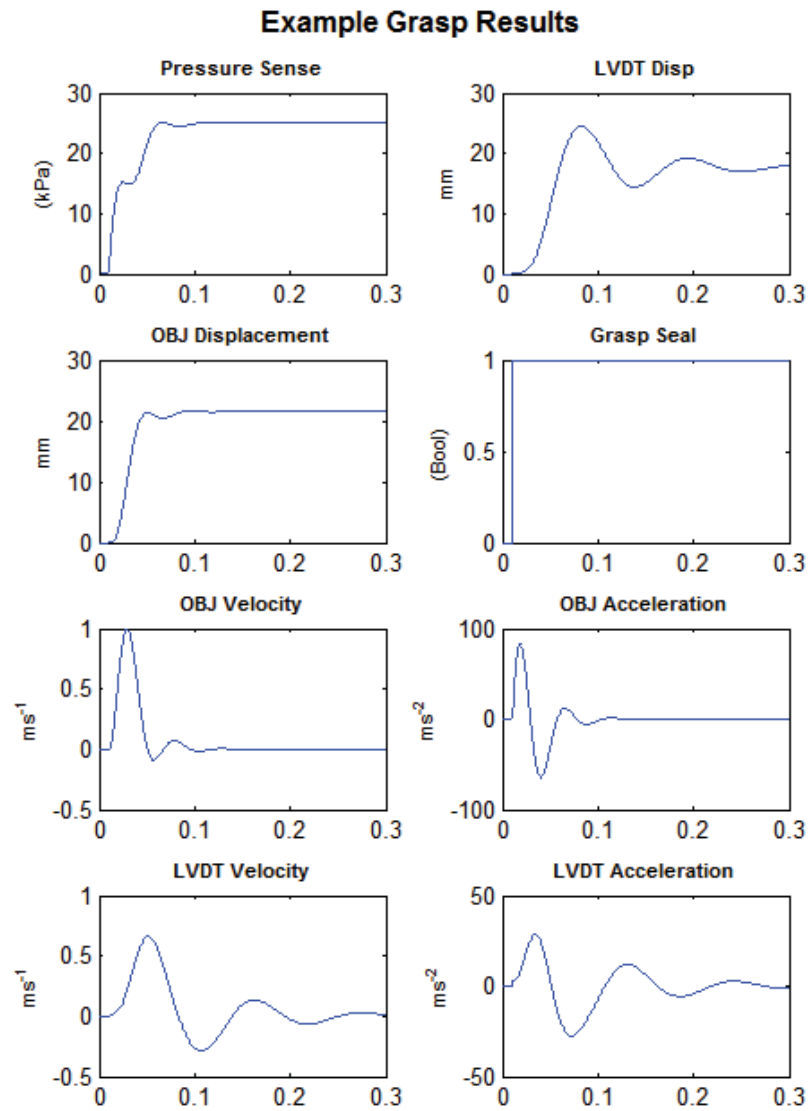 Example Grasp Results
Pressure Sense
(kPa)
30
20
10
0
0 0.1 0.2 0.3
LVDT Disp
mm
30
20
10
0
0 0.1 0.2 0.3
OBJ Displacement
mm
30
20
10
0
0 0.1 0.2 0.3
Grasp Seal
(Bool)
1
0.5
0
0 0.1 0.2 0.3
OBJ Velocity
ms⁻¹
1
0.5
0
-0.5
0 0.1 0.2 0.3
OBJ Acceleration
ms⁻²
100
0
-100
0 0.1 0.2 0.3
LVDT Velocity
ms⁻¹
1
0.5
0
-0.5
0 0.1 0.2 0.3
LVDT Acceleration
ms⁻²
50
0
-50
0 0.1 0.2 0.3